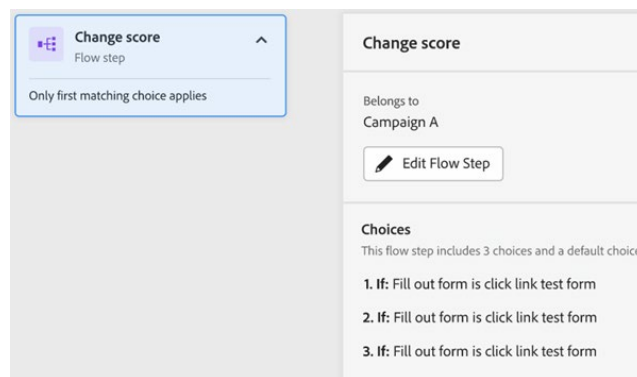 Change score
Flow step
Only first matching choice applies
Change score
Belongs to
Campaign A
Edit Flow Step
Choices
This flow step includes 3 choices and a default choice
1. If: Fill out form is click link test form
2. If: Fill out form is click link test form
3. If: Fill out form is click link test form